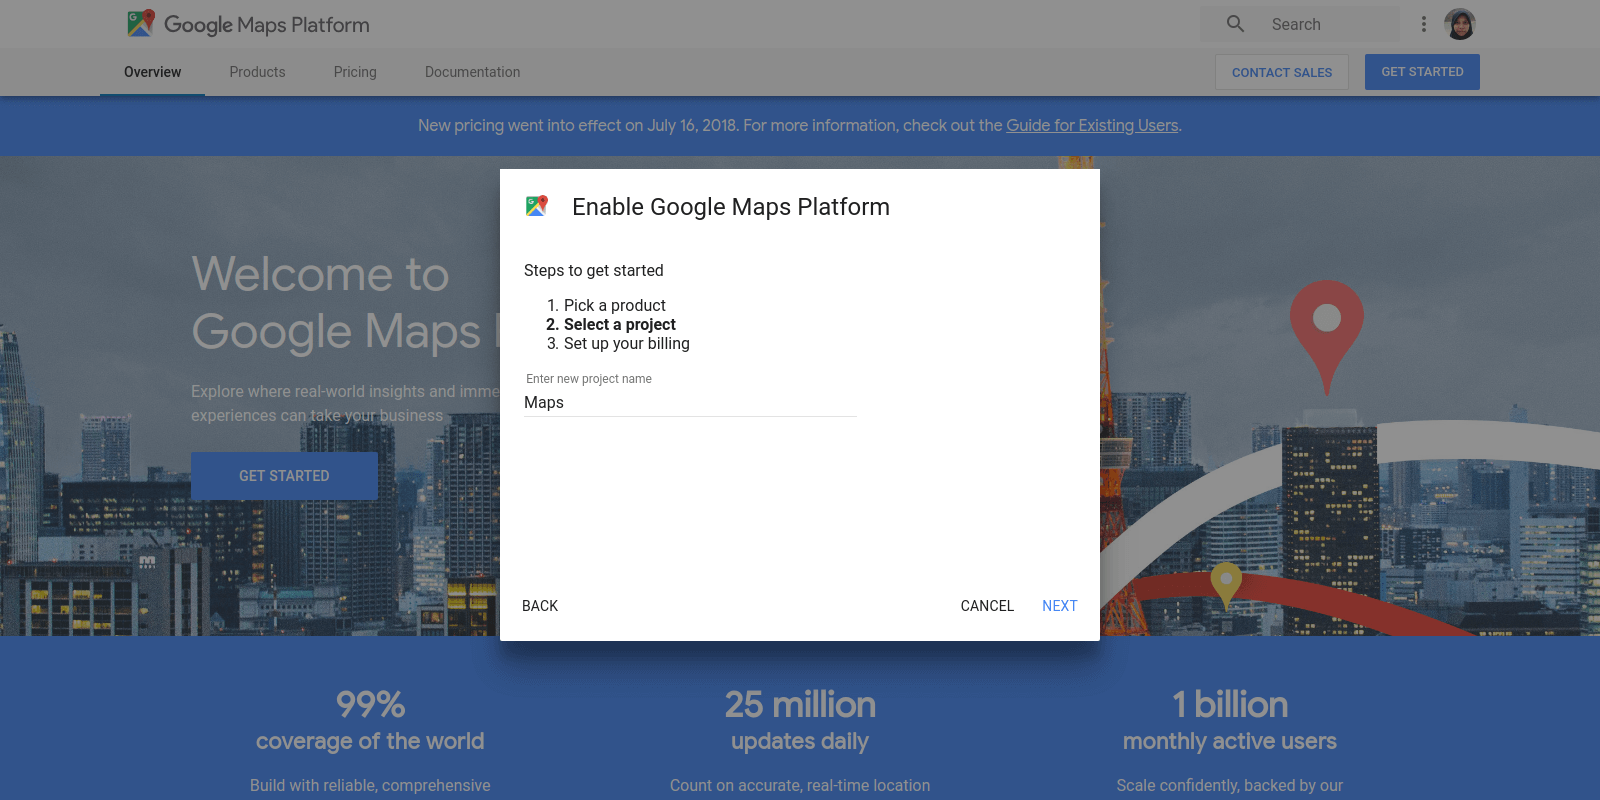 Google Maps Platform
Search
Overview
Products
Pricing
Documentation
CONTACT SALES
GET STARTED
New pricing went into effect on July 16, 2018. For more information, check out the Guide for Existing Users.
Welcome to
Google Maps
Explore where real-world insights and imme
experiences can take your business
GET STARTED
Enable Google Maps Platform
Steps to get started
1. Pick a product
2. Select a project
3. Set up your billing
Enter new project name
Maps
BACK
CANCEL
NEXT
99%
coverage of the world
Build with reliable, comprehensive
25 million
updates daily
Count on accurate, real-time location
1 billion
monthly active users
Scale confidently, backed by our